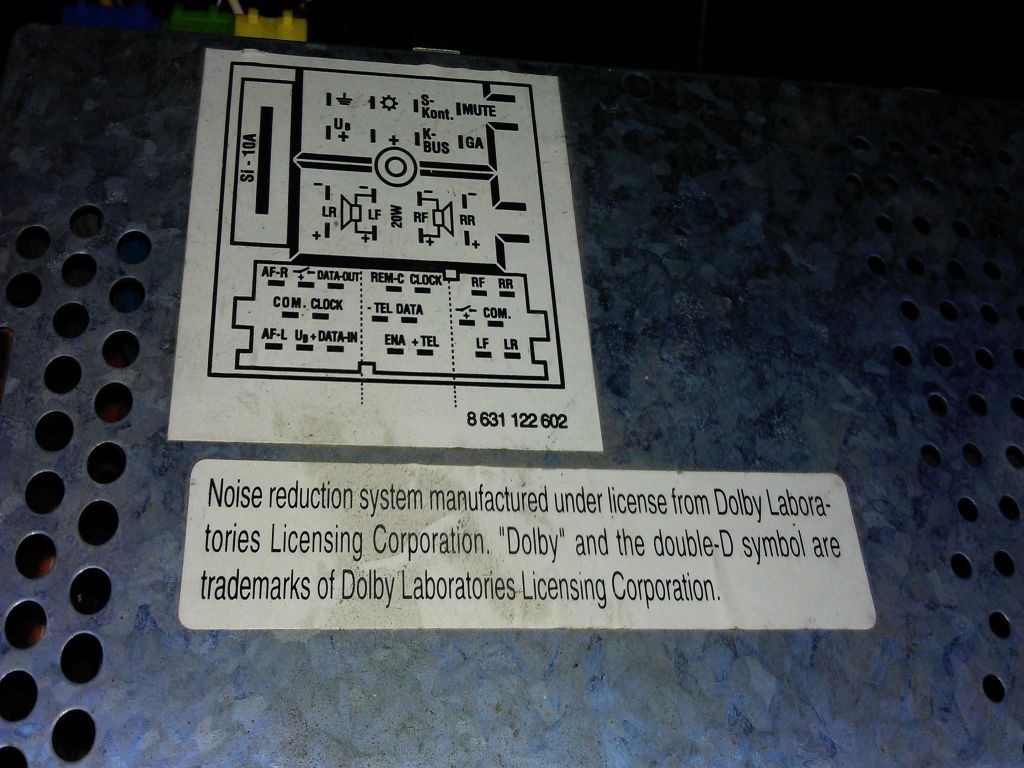 S-
Kont. MUTE
UB
+ + K-
BUS GA
Si - 10A
- - - -
LR LF 20W RF RR
+ + + +
AF-R DATA-OUT REM-C CLOCK RF RR
COM. CLOCK - TEL DATA + COM.
AF-L UB + DATA-IN ENA + TEL LF LR
8 631 122 602
Noise reduction system manufactured under license from Dolby Labora-
tories Licensing Corporation. "Dolby" and the double-D symbol are
trademarks of Dolby Laboratories Licensing Corporation.